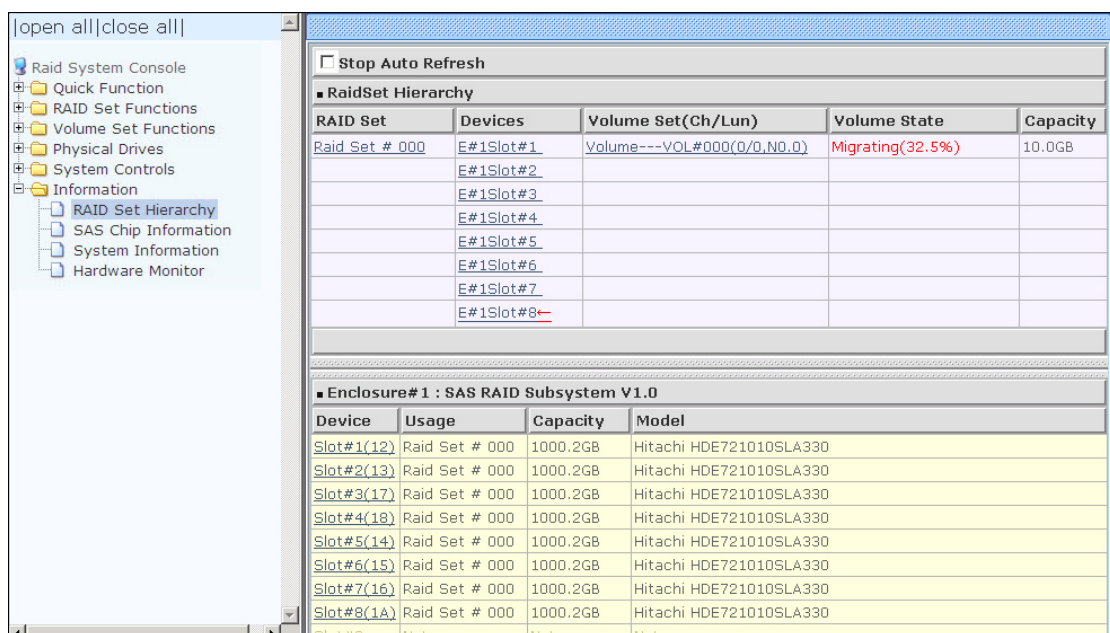 |open all|close all|
Raid System Console
Quick Function
RAID Set Functions
Volume Set Functions
Physical Drives
System Controls
Information
RAID Set Hierarchy
SAS Chip Information
System Information
Hardware Monitor
Stop Auto Refresh
RaidSet Hierarchy
RAID Set Devices Volume Set(Ch/Lun) Volume State Capacity
Raid Set # 000 E#1Slot#1 Volume---VOL#000(0/0,N0.0) Migrating(32.5%) 10.0GB
E#1Slot#2
E#1Slot#3
E#1Slot#4
E#1Slot#5
E#1Slot#6
E#1Slot#7
E#1Slot#8←
Enclosure#1 : SAS RAID Subsystem V1.0
Device Usage Capacity Model
Slot#1(12) Raid Set # 000 1000.2GB Hitachi HDE721010SLA330
Slot#2(13) Raid Set # 000 1000.2GB Hitachi HDE721010SLA330
Slot#3(17) Raid Set # 000 1000.2GB Hitachi HDE721010SLA330
Slot#4(18) Raid Set # 000 1000.2GB Hitachi HDE721010SLA330
Slot#5(14) Raid Set # 000 1000.2GB Hitachi HDE721010SLA330
Slot#6(15) Raid Set # 000 1000.2GB Hitachi HDE721010SLA330
Slot#7(16) Raid Set # 000 1000.2GB Hitachi HDE721010SLA330
Slot#8(1A) Raid Set # 000 1000.2GB Hitachi HDE721010SLA330